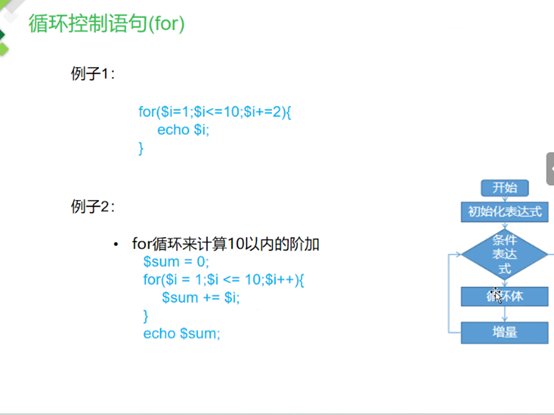 循环控制语句(for)
例子1：
for($i=1;$i<=10;$i+=2){
echo $i;
}
例子2：
• for循环来计算10以内的阶加
$sum = 0;
for($i = 1;$i <= 10;$i++){
$sum += $i;
}
echo $sum;
开始
初始化表达式
条件
表达
式
循环体
增量